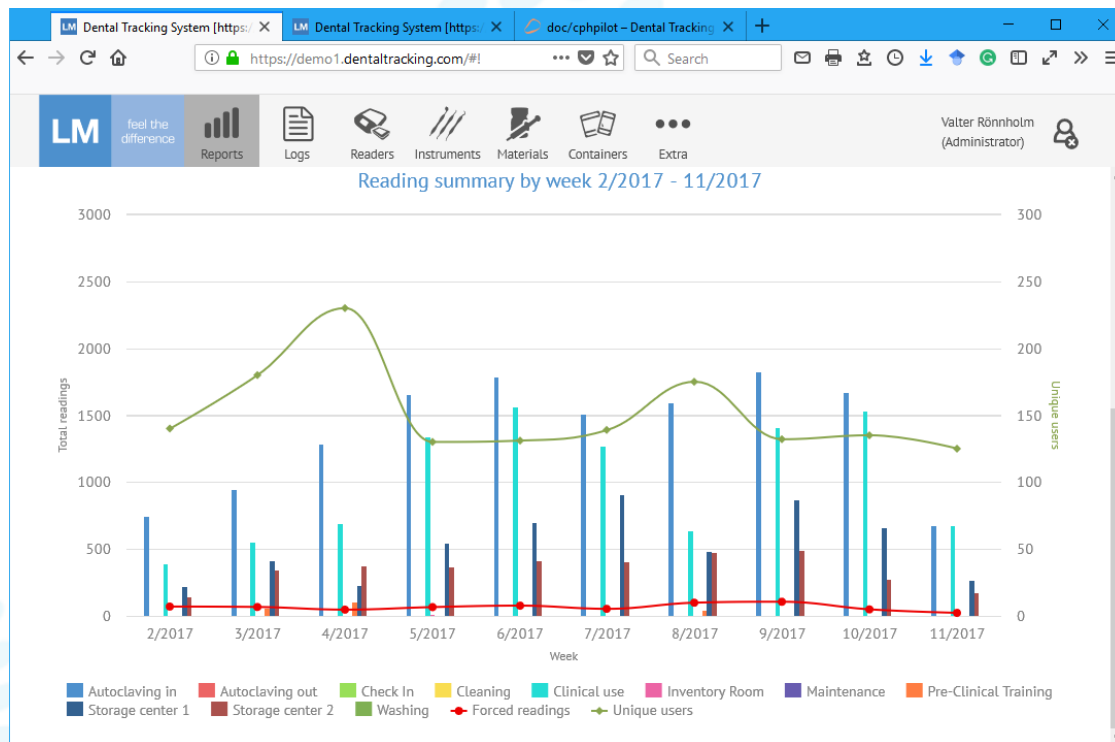 LM Dental Tracking System [https:/
LM Dental Tracking System [https:/
doc/cphpilot – Dental Tracking
https://demo1.dentaltracking.com/#!
Search
LM
feel the
difference
Reports
Logs
Readers
Instruments
Materials
Containers
Extra
Valter Rönnholm
(Administrator)
Reading summary by week 2/2017 - 11/2017
3000
2500
2000
1500
1000
500
0
Total readings
300
250
200
150
100
50
0
Unique users
2/2017 3/2017 4/2017 5/2017 6/2017 7/2017 8/2017 9/2017 10/2017 11/2017
Week
Autoclaving in Autoclaving out Check In Cleaning Clinical use Inventory Room Maintenance Pre-Clinical Training
Storage center 1 Storage center 2 Washing Forced readings Unique users